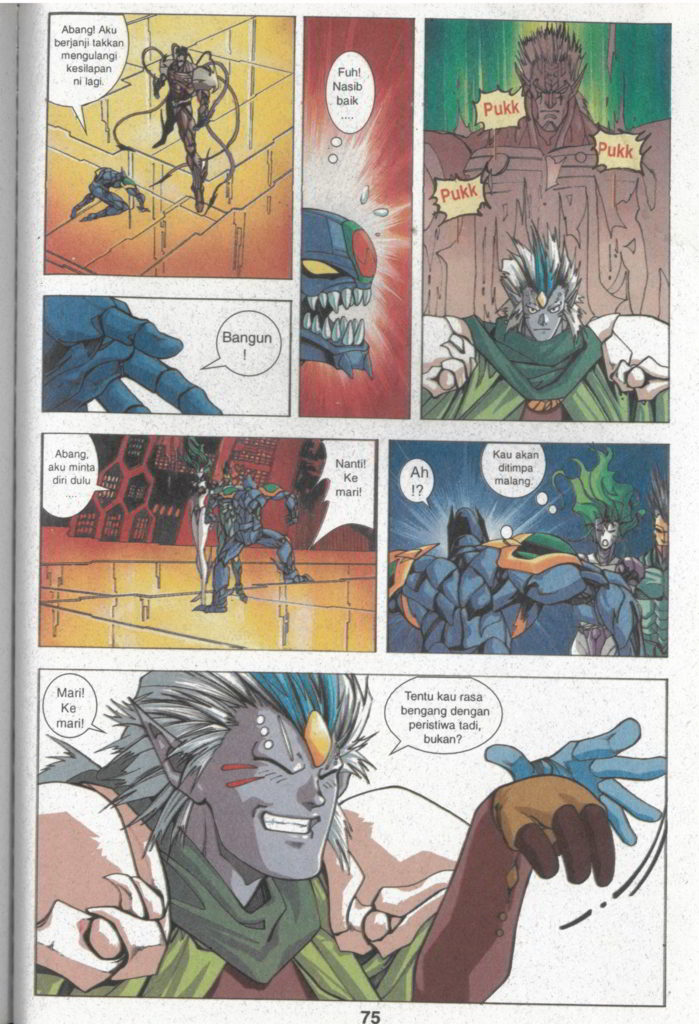 Abang! Aku
berjanji takkan
mengulangi
kesilapan
ni lagi.
Fuh!
Nasib
baik
....
Pukk
Pukk
Pukk
Bangun
!
Abang,
aku minta
diri dulu
....
Nanti!
Ke
mari!
Ah
!?
Kau akan
ditimpa
malang.
Mari!
Ke
mari!
Tentu kau rasa
bengang dengan
peristiwa tadi,
bukan?
75